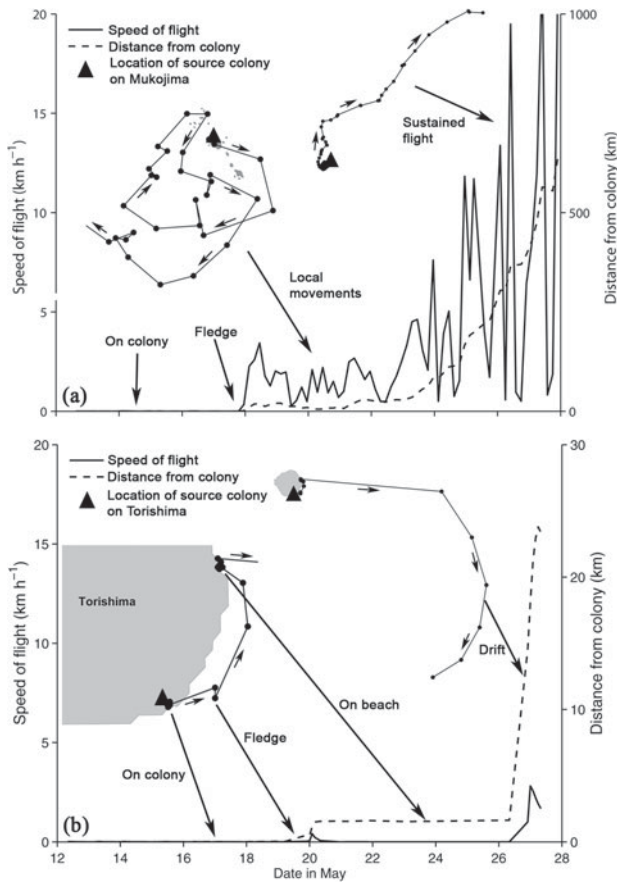 20
15
10
5
0
Speed of flight (km h⁻¹)
1000
500
0
Distance from colony (km)
Speed of flight
Distance from colony
Location of source colony
on Mukojima
Sustained
flight
Local
movements
On colony
Fledge
(a)
20
15
10
5
0
Speed of flight (km h⁻¹)
30
20
10
0
Distance from colony (km)
Speed of flight
Distance from colony
Location of source colony
on Torishima
Torishima
Drift
On beach
Fledge
On colony
(b)
12 14 16 18 20 22 24 26 28
Date in May